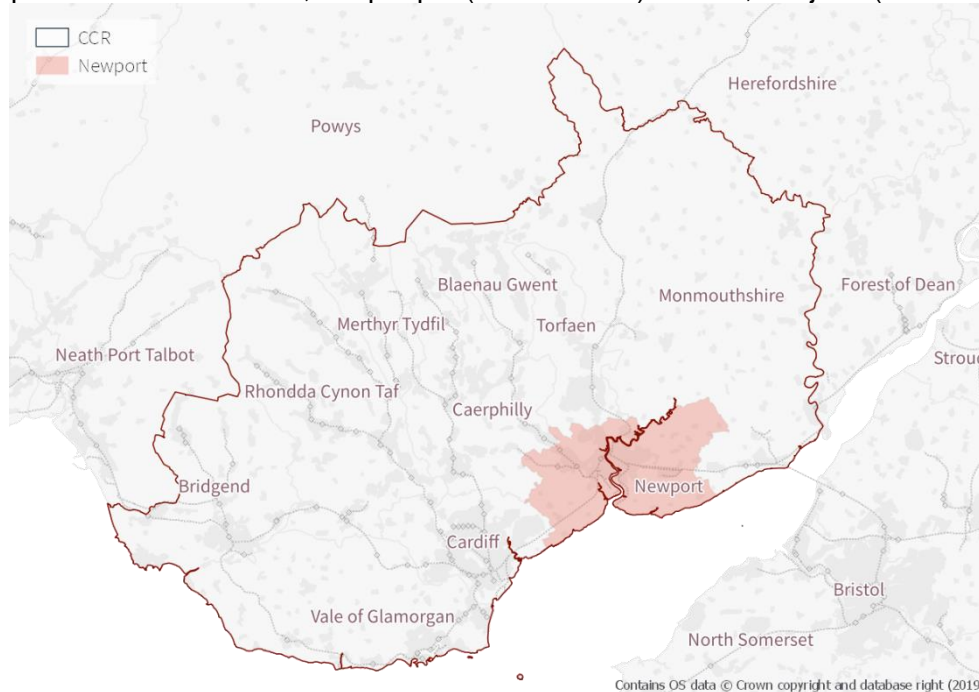 CCR
Newport
Herefordshire
Powys
Blaenau Gwent
Monmouthshire
Forest of Dean
Merthyr Tydfil
Torfaen
Neath Port Talbot
Strou
Rhondda Cynon Taf
Caerphilly
Bridgend
Newport
Cardiff
Bristol
Vale of Glamorgan
North Somerset
Contains OS data © Crown copyright and database right (2019